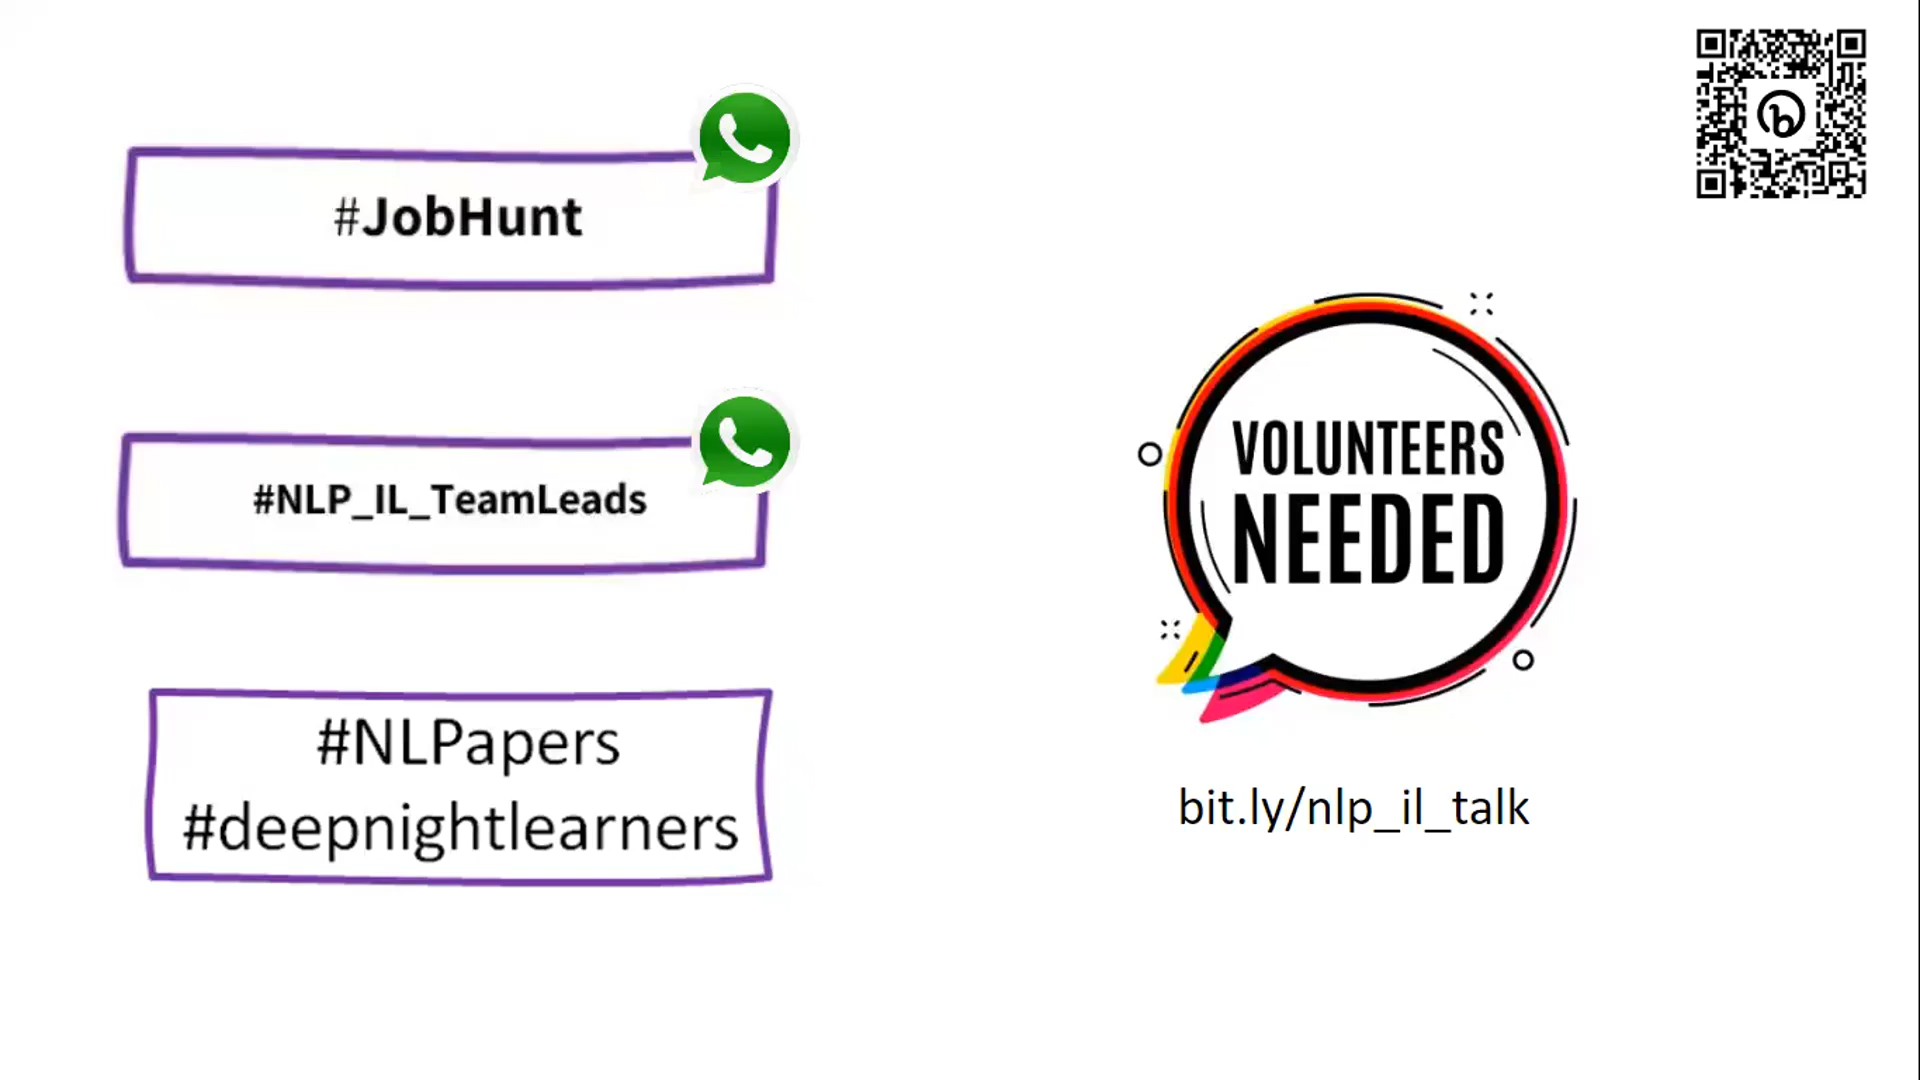 #JobHunt
#NLP_IL_TeamLeads
#NLPapers
#deepnightlearners
VOLUNTEERS
NEEDED
bit.ly/nlp_il_talk